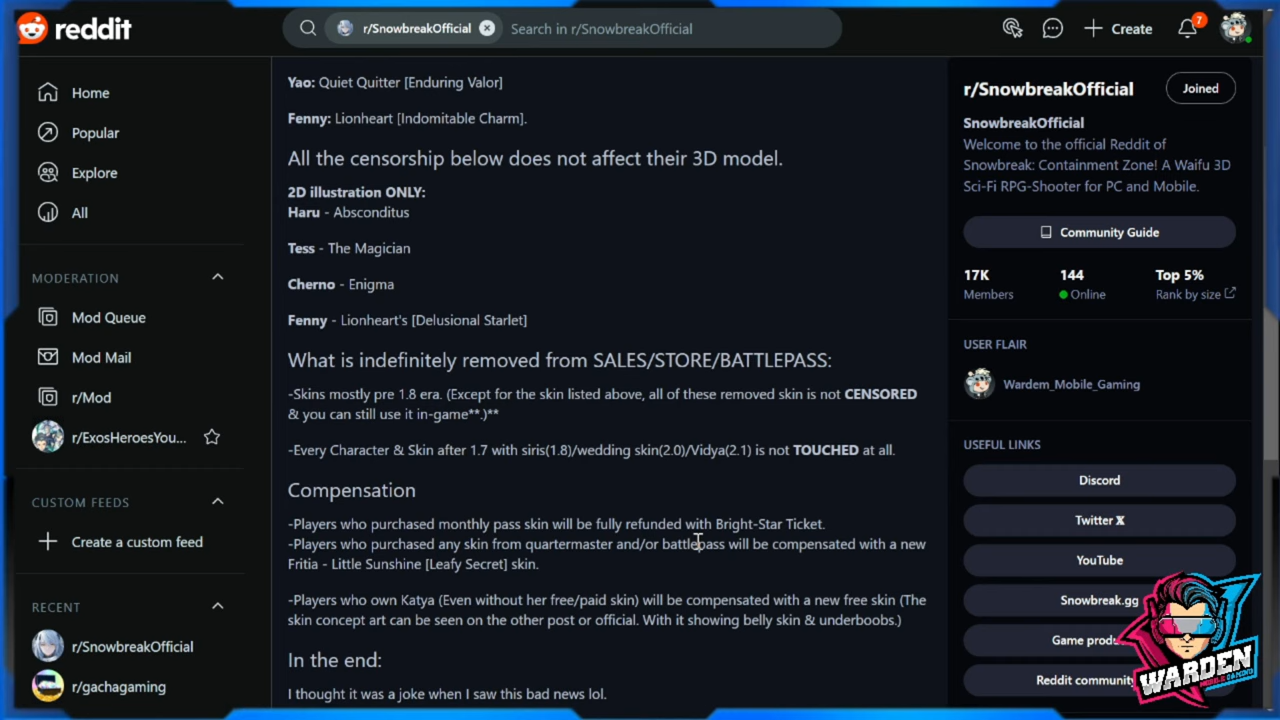 reddit
r/SnowbreakOfficial
Search in r/SnowbreakOfficial
Create
7
Home
Popular
Explore
All
MODERATION
Mod Queue
Mod Mail
r/Mod
r/ExosHeroesYou...
CUSTOM FEEDS
Create a custom feed
RECENT
r/SnowbreakOfficial
r/gachagaming
Yao: Quiet Quitter [Enduring Valor]
Fenny: Lionheart [Indomitable Charm].
All the censorship below does not affect their 3D model.
2D illustration ONLY:
Haru - Absconditus
Tess - The Magician
Cherno - Enigma
Fenny - Lionheart's [Delusional Starlet]
What is indefinitely removed from SALES/STORE/BATTLEPASS:
-Skins mostly pre 1.8 era. (Except for the skin listed above, all of these removed skin is not CENSORED
& you can still use it in-game**.)**
-Every Character & Skin after 1.7 with siris(1.8)/wedding skin(2.0)/Vidya(2.1) is not TOUCHED at all.
Compensation
-Players who purchased monthly pass skin will be fully refunded with Bright-Star Ticket.
-Players who purchased any skin from quartermaster and/or battlepass will be compensated with a new
Fritia - Little Sunshine [Leafy Secret] skin.
-Players who own Katya (Even without her free/paid skin) will be compensated with a new free skin (The
skin concept art can be seen on the other post or official. With it showing belly skin & underboobs.)
In the end:
I thought it was a joke when I saw this bad news lol.
r/SnowbreakOfficial
Joined
SnowbreakOfficial
Welcome to the official Reddit of
Snowbreak: Containment Zone! A Waifu 3D
Sci-Fi RPG-Shooter for PC and Mobile.
Community Guide
17K
144
Top 5%
Members
Online
Rank by size
USER FLAIR
Wardem_Mobile_Gaming
USEFUL LINKS
Discord
Twitter X
YouTube
Snowbreak.gg
Game prod
Reddit community
WARDEN
MOBILE GAMING